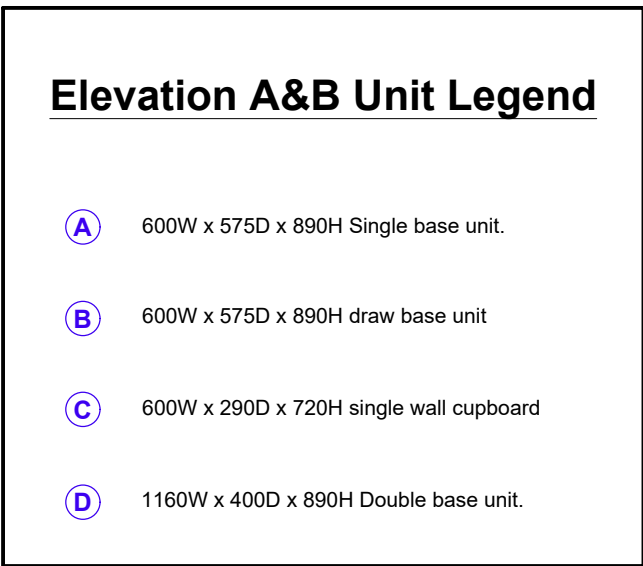 Elevation A&B Unit Legend
A 600W x 575D x 890H Single base unit.
B 600W x 575D x 890H draw base unit
C 600W x 290D x 720H single wall cupboard
D 1160W x 400D x 890H Double base unit.